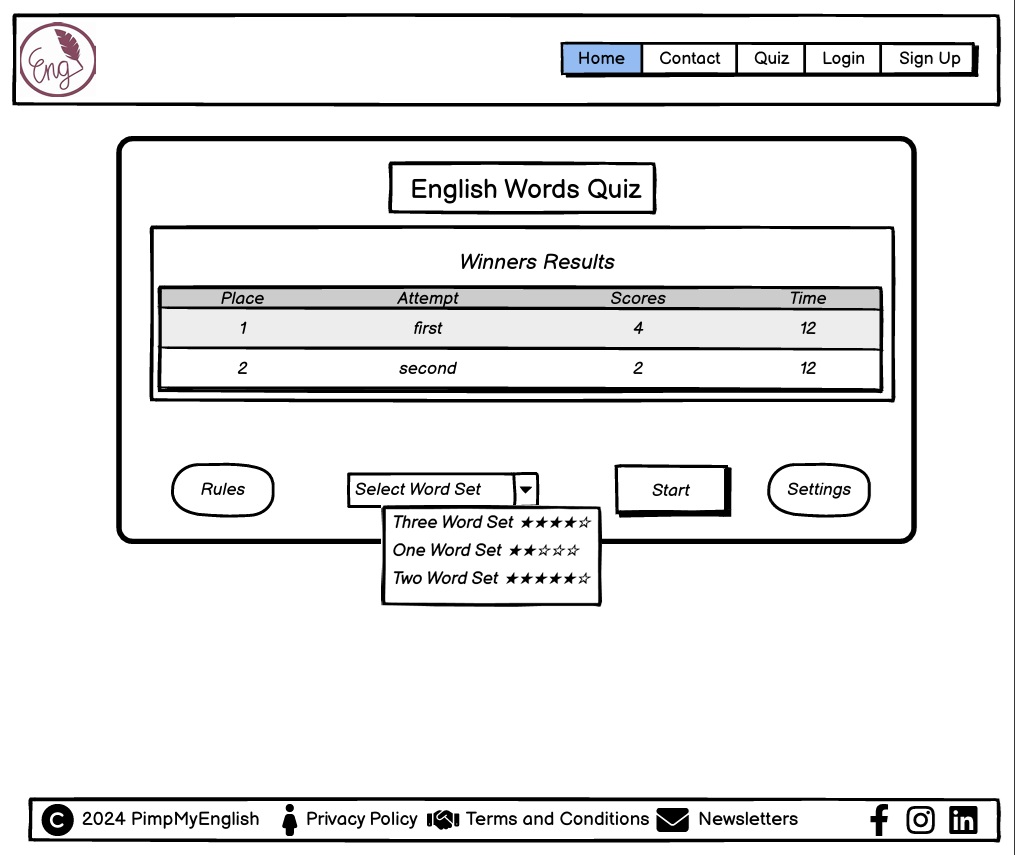 Eng
Home Contact Quiz Login Sign Up
English Words Quiz
Winners Results
Place Attempt Scores Time
1 first 4 12
2 second 2 12
Rules Select Word Set Start Settings
Three Word Set ★★★★☆
One Word Set ★★☆☆☆
Two Word Set ★★★★★☆
C 2024 PimpMyEnglish Privacy Policy Terms and Conditions Newsletters f in